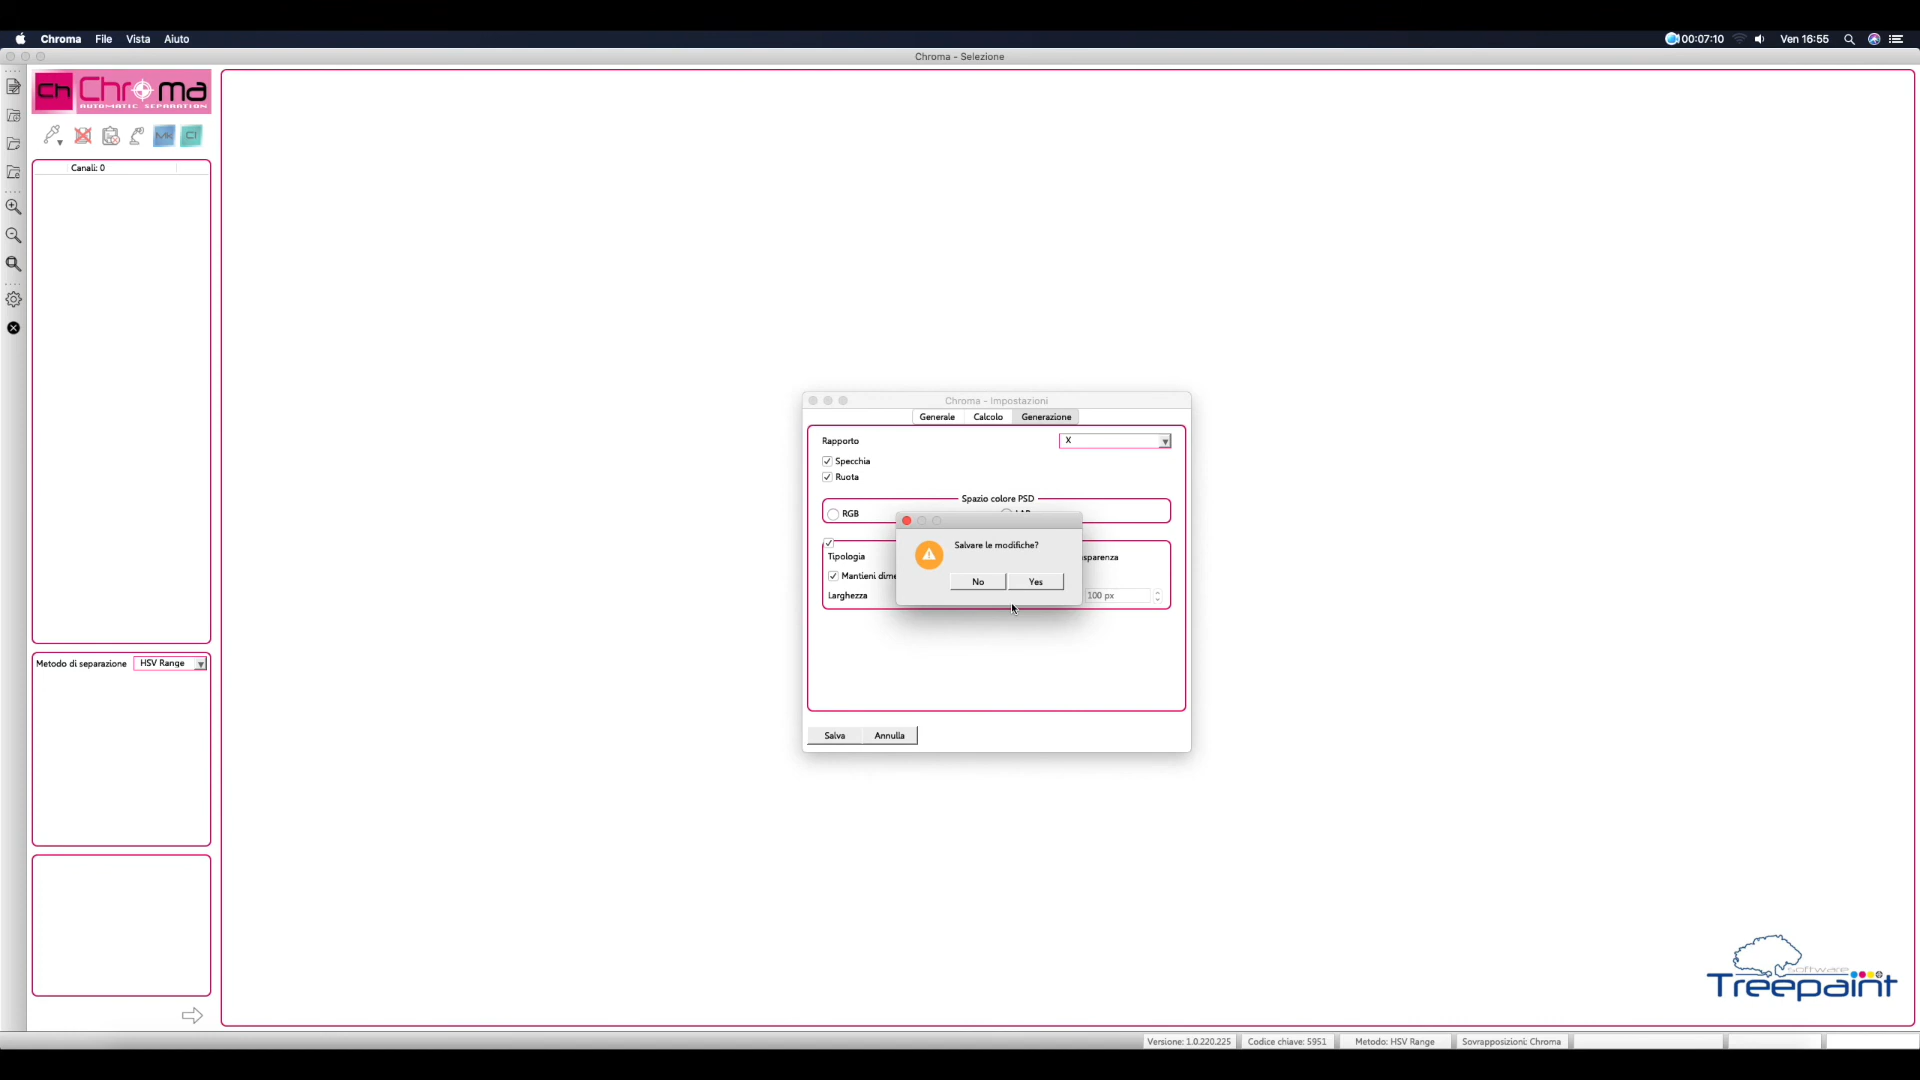 Chroma File Vista Aiuto
00:07:10
Ven 16:55
Chroma - Selezione
Ch Chroma
AUTOMATIC SEPARATION
MK
CT
Canali: 0
Metodo di separazione
HSV Range
Chroma - Impostazioni
Generale
Calcolo
Generazione
Rapporto
X
Specchia
Ruota
Spazio colore PSD
RGB
Tipologia
sparenza
Mantieni dime
Larghezza
100 px
Salvare le modifiche?
No
Yes
Salva
Annulla
software
Treepaint
Versione: 1.0.220.225
Codice chiave: 5951
Metodo: HSV Range
Sovrapposizioni: Chroma